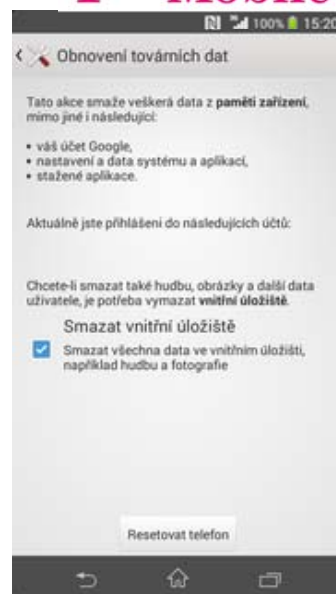 100% 15:20
Obnovení továrních dat
Tato akce smaže veškerá data z paměti zařízení,
mimo jiné i následující:
• váš účet Google,
• nastavení a data systému a aplikací,
• stažené aplikace.
Aktuálně jste přihlášeni do následujících účtů:
Chcete-li smazat také hudbu, obrázky a další data
uživatele, je potřeba vymazat vnitřní úložiště.
Smazat vnitřní úložiště
Smazat všechna data ve vnitřním úložišti,
například hudbu a fotografie
Resetovat telefon